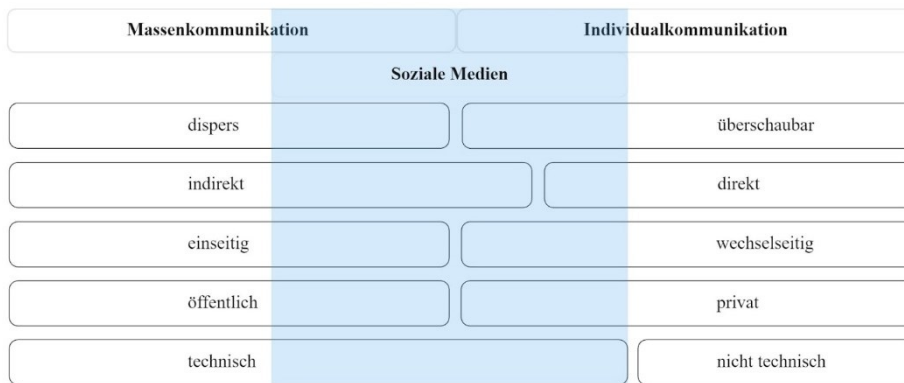 Massenkommunikation Individualkommunikation
Soziale Medien
dispers überschaubar
indirekt direkt
einseitig wechselseitig
öffentlich privat
technisch nicht technisch